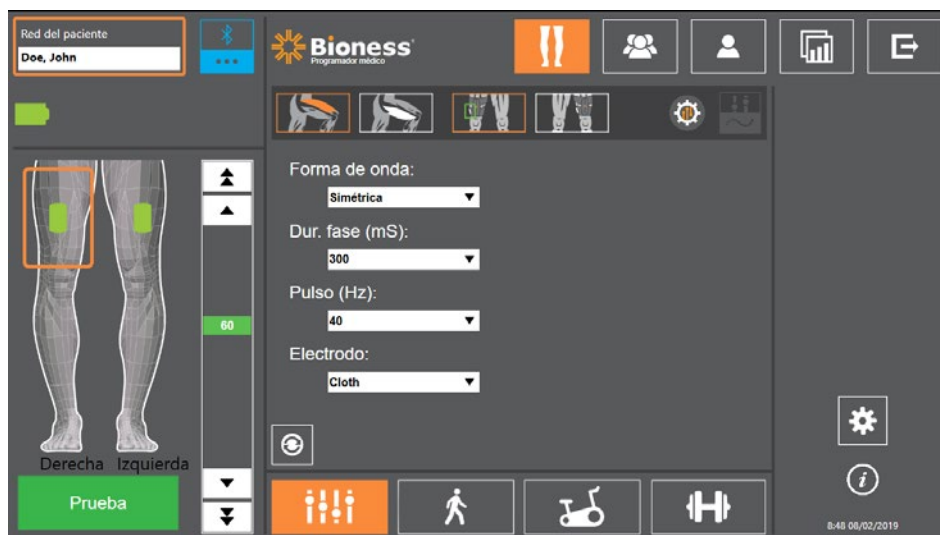 Red del paciente
Doe, John
Bioness
Programador médico
Forma de onda:
Simétrica
Dur. fase (mS):
300
Pulso (Hz):
40
Electrodo:
Cloth
60
Derecha Izquierda
Prueba
i
8:48 08/02/2019